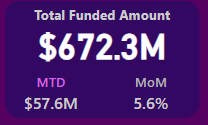 Total Funded Amount
$672.3M
MTD MoM
$57.6M 5.6%